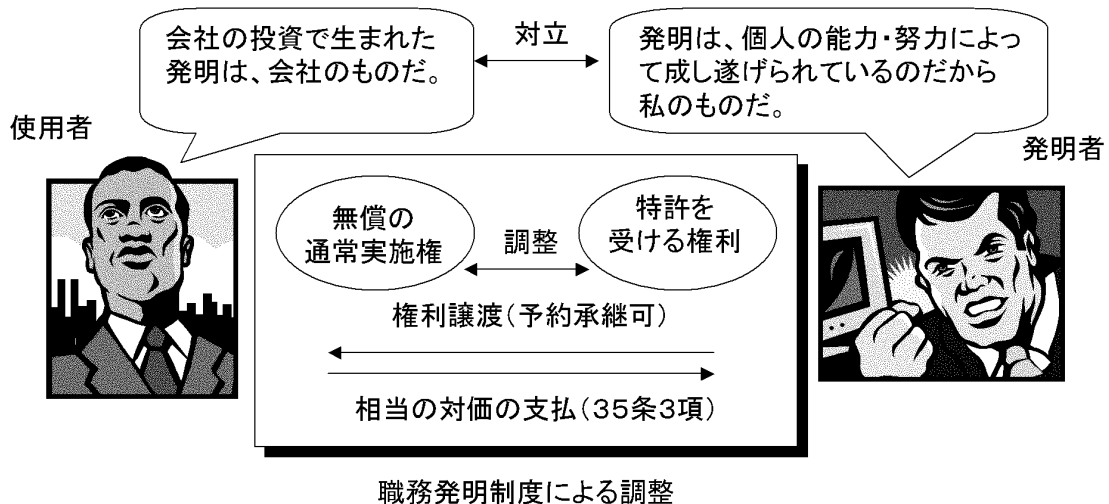 会社の投資で生まれた
発明は、会社のものだ。
対立
発明は、個人の能力・努力によっ
て成し遂げられているのだから
私のものだ。
使用者
発明者
無償の
通常実施権
調整
特許を
受ける権利
権利譲渡(予約承継可)
相当の対価の支払(35条3項)
職務発明制度による調整